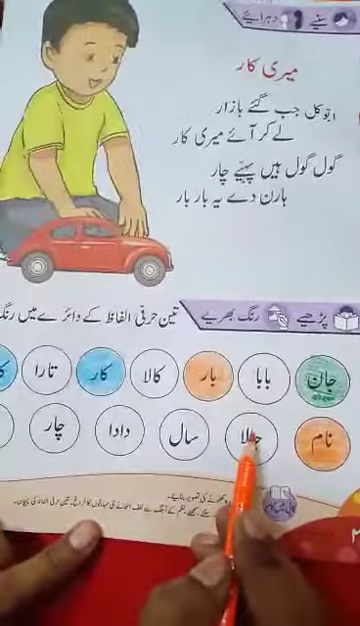 سنیے دہرائیے
میری کار
ابو کل جب گئے بازار
لے کر آئے میری کار
گول گول ہیں پہیے چار
ہارن دے یہ بار بار
پڑھیے رنگ بھریے تین حرفی الفاظ کے دائرے میں رنگ
جان بابا بار کالا کار تارا
نام سال دادا چار